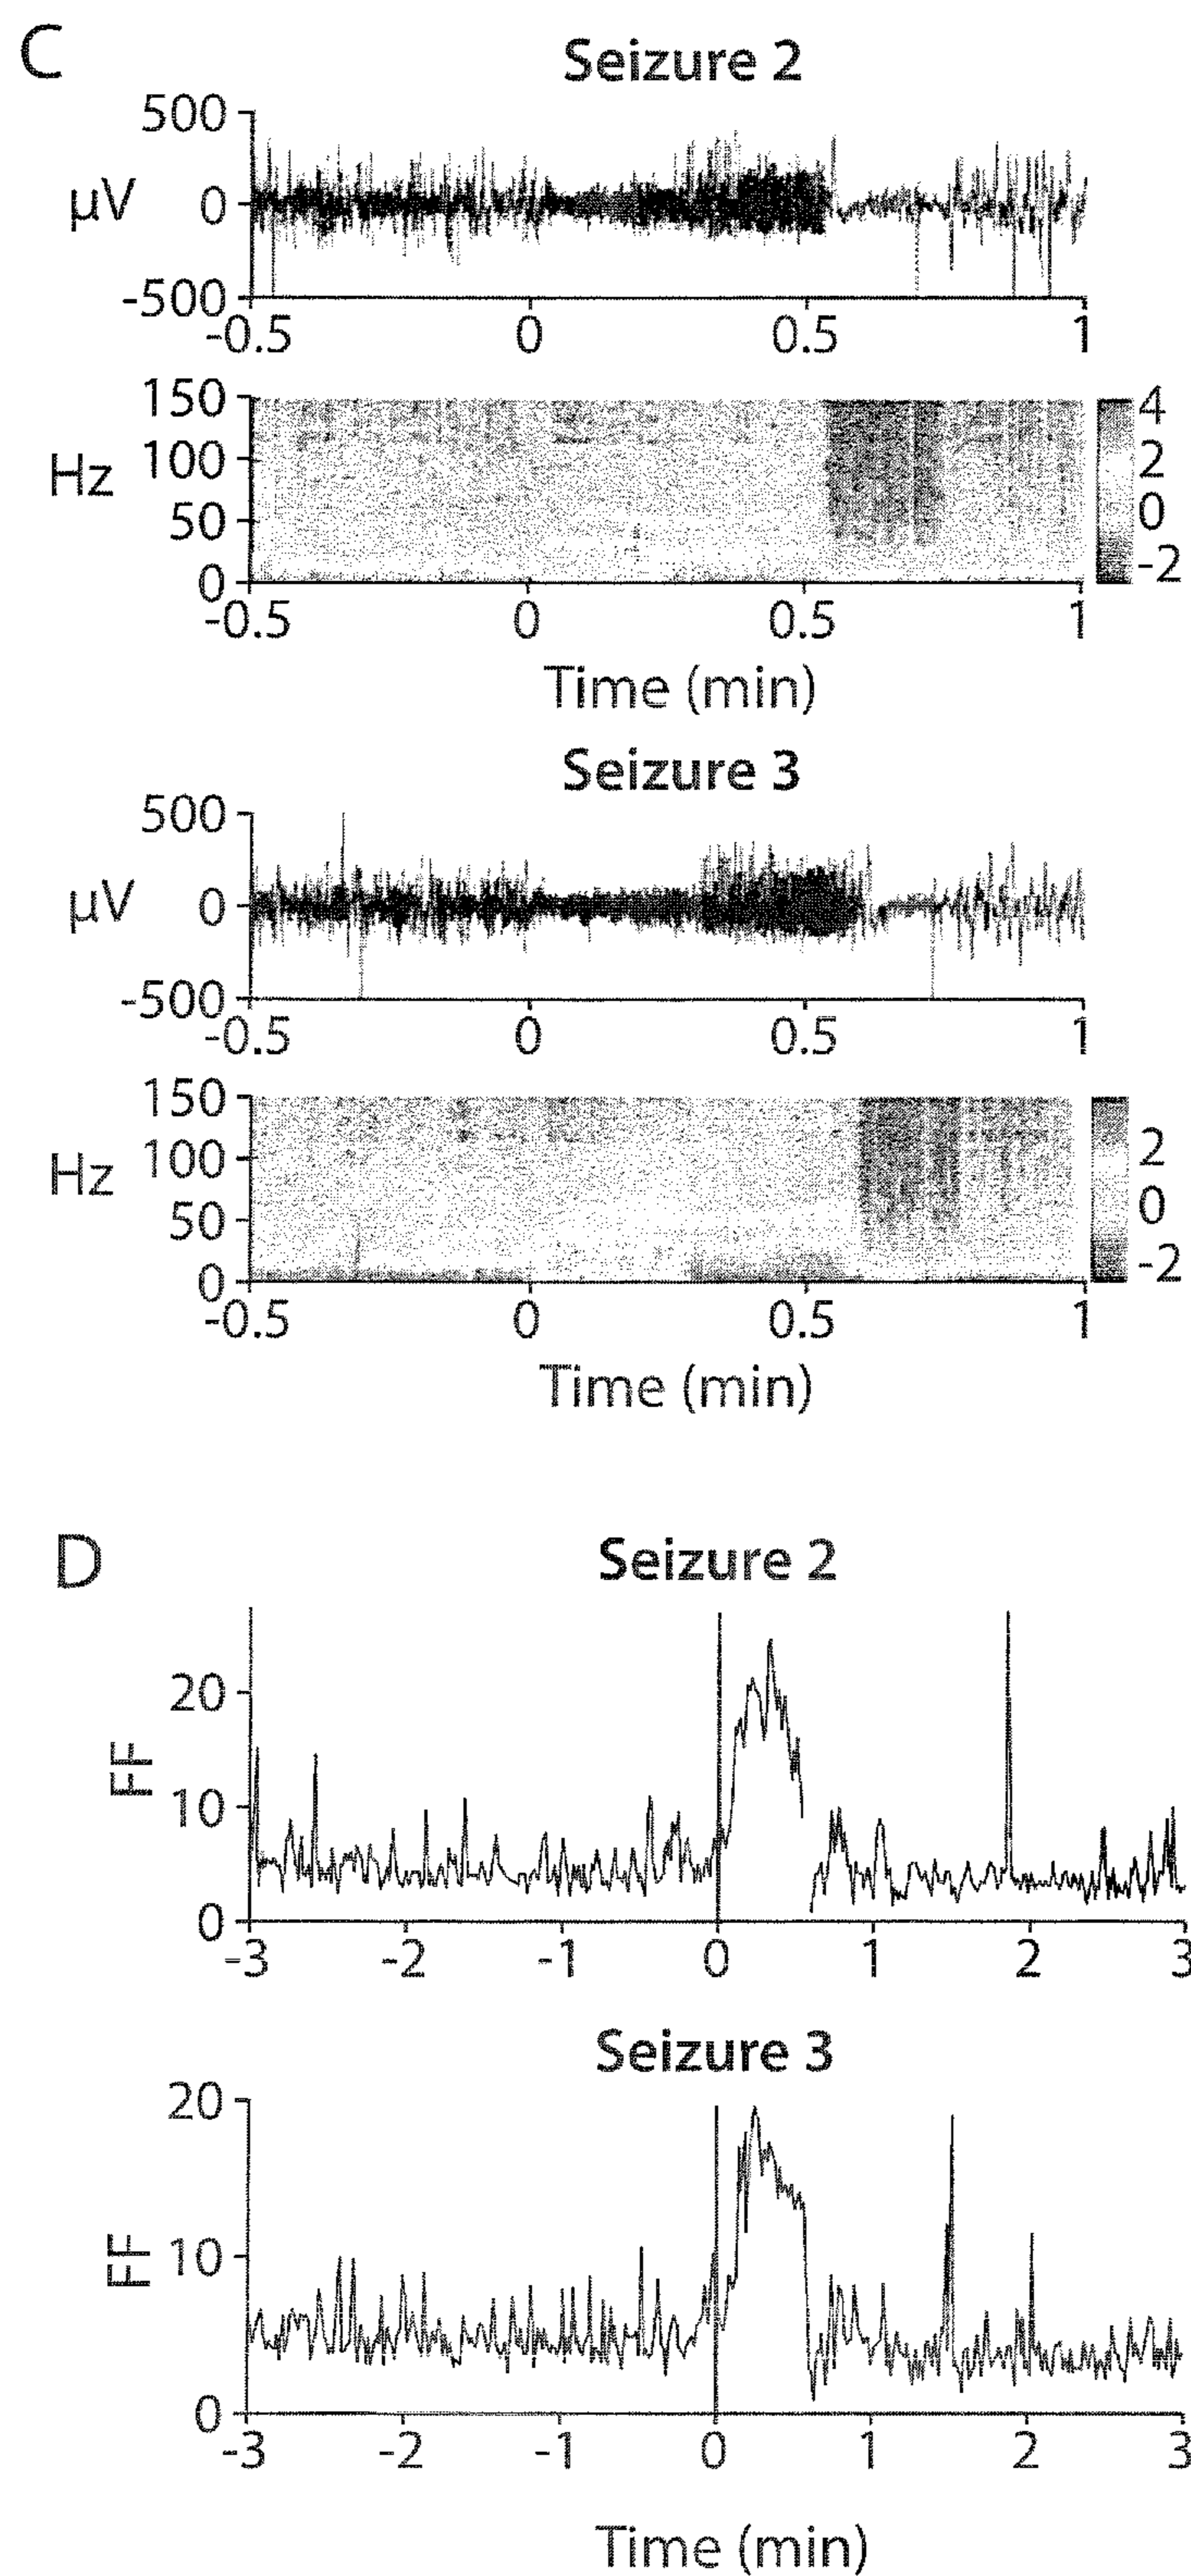 C
Seizure 2
500
µV 0
-500
-0.5 0 0.5 1
150 4
Hz 100 2
50 0
0 -2
-0.5 0 0.5 1
Time (min)
Seizure 3
500
µV 0
-500
-0.5 0 0.5 1
150
Hz 100 2
50 0
0 -2
-0.5 0 0.5 1
Time (min)
D Seizure 2
20
FF
10
0
-3 -2 -1 0 1 2 3
Seizure 3
20
FF 10
0
-3 -2 -1 0 1 2 3
Time (min)